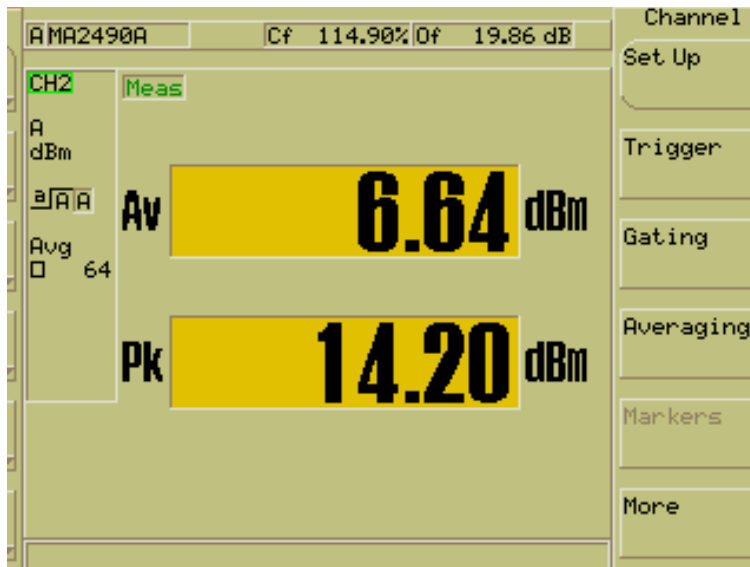 A MA2490A Cf 114.90% Of 19.86 dB
CH2
Meas
A
dBm
a A A
Avg
64
Av 6.64 dBm
Pk 14.20 dBm
Channel
Set Up
Trigger
Gating
Averaging
Markers
More